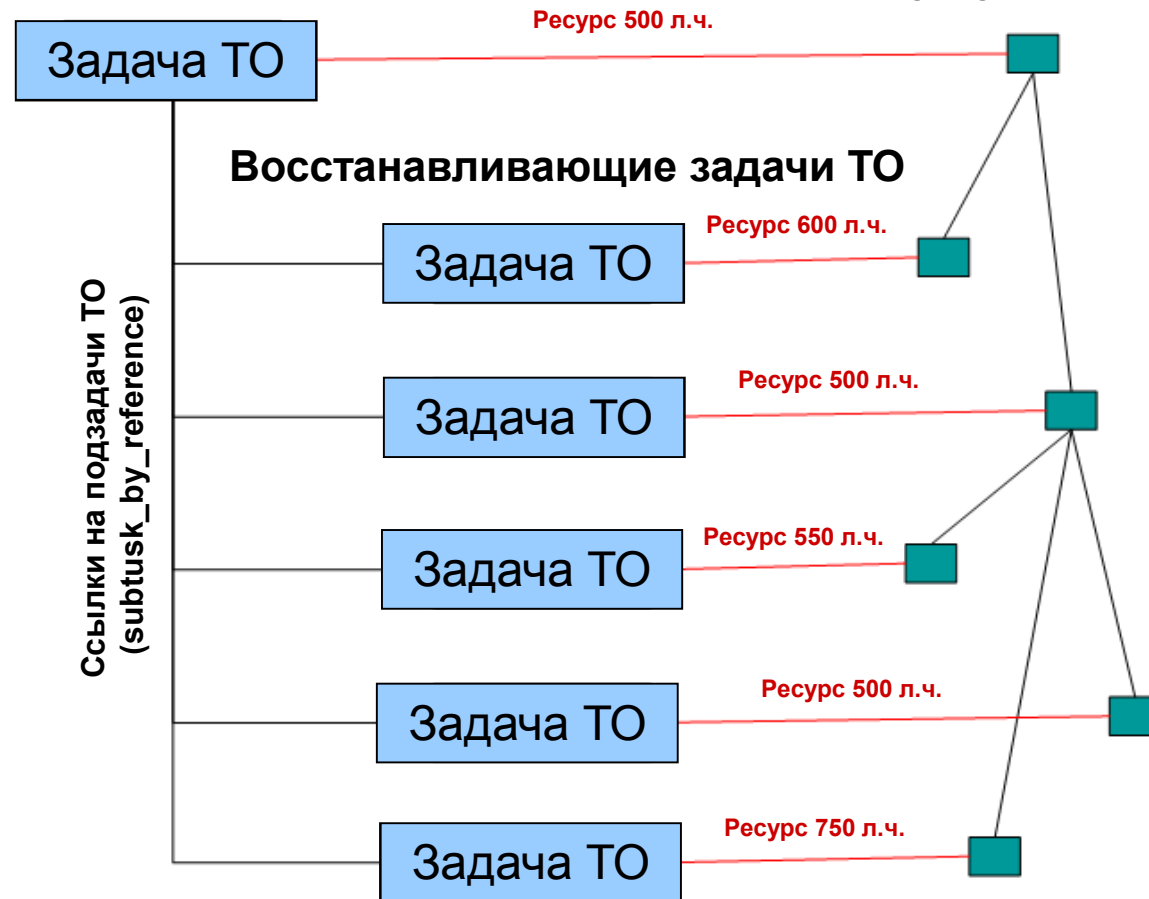 Ресурс 500 л.ч.
Задача ТО
Восстанавливающие задачи ТО
Ресурс 600 л.ч.
Задача ТО
Ссылки на подзадачи ТО
(subtusk_by_reference)
Ресурс 500 л.ч.
Задача ТО
Ресурс 550 л.ч.
Задача ТО
Ресурс 500 л.ч.
Задача ТО
Ресурс 750 л.ч.
Задача ТО